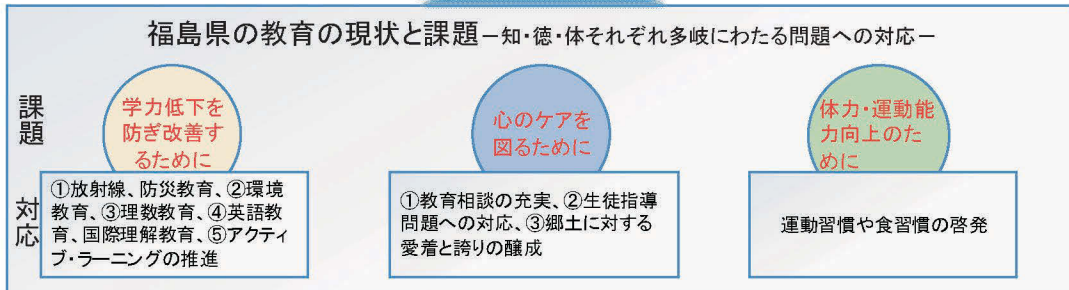 福島県の教育の現状と課題－知・徳・体それぞれ多岐にわたる問題への対応－
課題
学力低下を
防ぎ改善す
るために
心のケアを
図るために
体力・運動能
力向上のた
めに
対応
①放射線、防災教育、②環境
教育、③理数教育、④英語教
育、国際理解教育、⑤アクティ
ブ・ラーニングの推進
①教育相談の充実、②生徒指導
問題への対応、③郷土に対する
愛着と誇りの醸成
運動習慣や食習慣の啓発